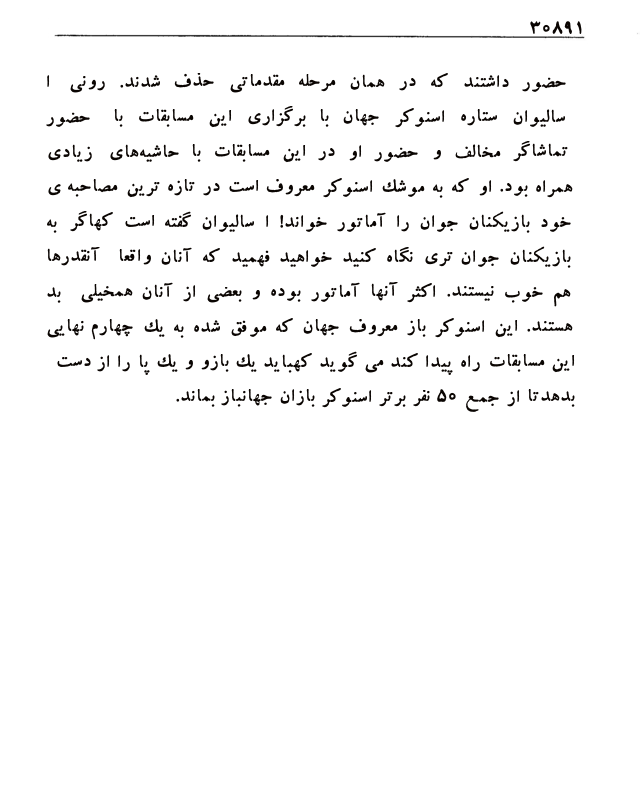 ۳۰۸۹۱
حضور داشتند که در همان مرحله مقدماتی حذف شدند. رونی ا
سالیوان ستاره اسنوکر جهان با برگزاری این مسابقات با حضور
تماشاگر مخالف و حضور او در این مسابقات با حاشیه‌های زیادی
همراه بود. او که به موشك اسنوکر معروف است در تازه ترین مصاحبه ی
خود بازیکنان جوان را آماتور خواند! ا سالیوان گفته است کهاگر به
بازیکنان جوان تری نگاه کنید خواهید فهمید که آنان واقعا آنقدرها
هم خوب نیستند. اکثر آنها آماتور بوده و بعضی از آنان همخیلی بد
هستند. این اسنوکر باز معروف جهان که موفق شده به يك چهارم نهایی
این مسابقات راه پیدا کند می گوید کهباید يك بازو و يك پا را از دست
بدهدتا از جمع ۵۰ نفر برتر اسنوکر بازان جهانباز بماند.